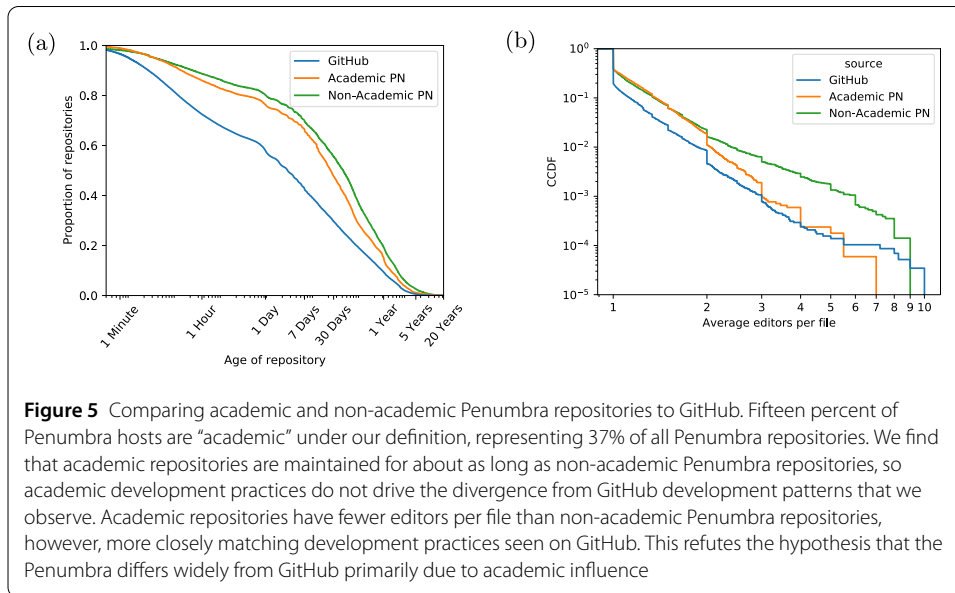 (a)
1.0
0.8
0.6
0.4
0.2
0.0
Proportion of repositories
GitHub
Academic PN
Non-Academic PN
1 Minute
1 Hour
1 Day
7 Days
30 Days
1 Year
5 Years
20 Years
Age of repository
(b)
10^0
10^-1
10^-2
10^-3
10^-4
10^-5
CCDF
source
GitHub
Academic PN
Non-Academic PN
1 2 3 4 5 6 7 8 9 10
Average editors per file
Figure 5 Comparing academic and non-academic Penumbra repositories to GitHub. Fifteen percent of
Penumbra hosts are “academic” under our definition, representing 37% of all Penumbra repositories. We find
that academic repositories are maintained for about as long as non-academic Penumbra repositories, so
academic development practices do not drive the divergence from GitHub development patterns that we
observe. Academic repositories have fewer editors per file than non-academic Penumbra repositories,
however, more closely matching development practices seen on GitHub. This refutes the hypothesis that the
Penumbra differs widely from GitHub primarily due to academic influence